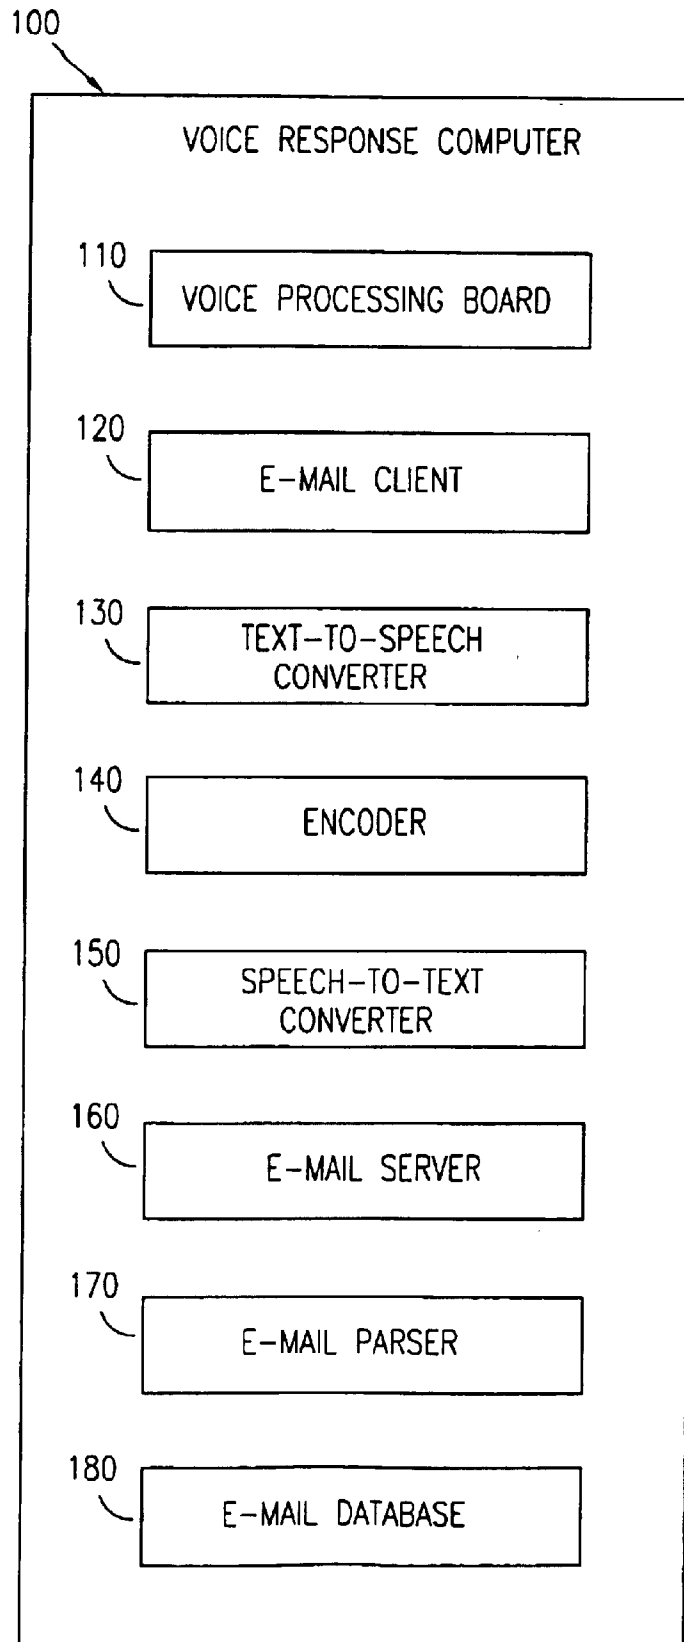 100
VOICE RESPONSE COMPUTER
110
VOICE PROCESSING BOARD
120
E-MAIL CLIENT
130
TEXT-TO-SPEECH
CONVERTER
140
ENCODER
150
SPEECH-TO-TEXT
CONVERTER
160
E-MAIL SERVER
170
E-MAIL PARSER
180
E-MAIL DATABASE